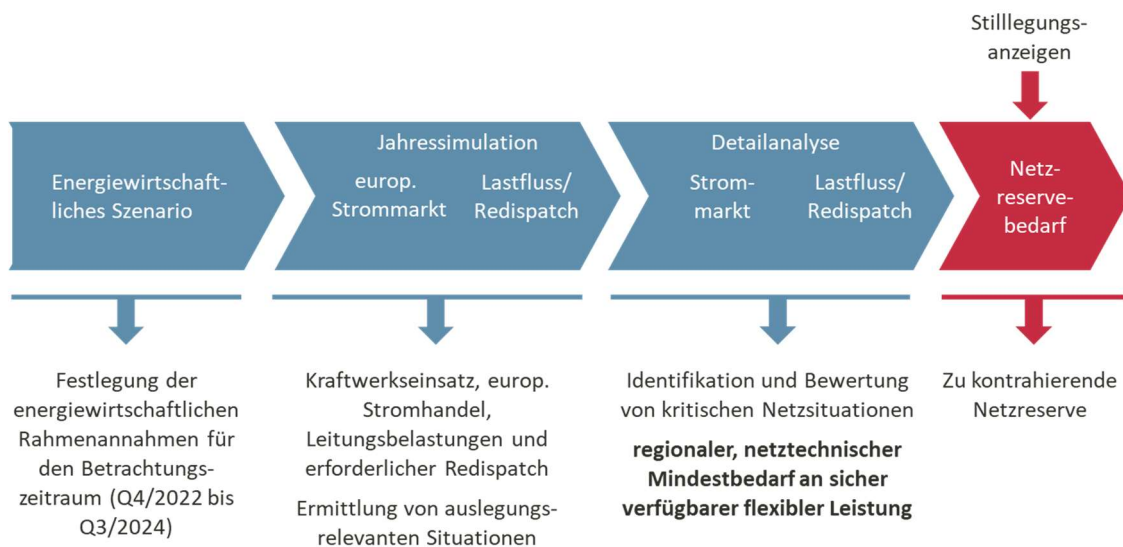 Stilllegungs-
anzeigen
Energiewirtschaft-
liches Szenario
Jahressimulation
europ.
Strommarkt
Lastfluss/
Redispatch
Detailanalyse
Strom-
markt
Lastfluss/
Redispatch
Netz-
reserve-
bedarf
Festlegung der
energiewirtschaftlichen
Rahmenannahmen für
den Betrachtungs-
zeitraum (Q4/2022 bis
Q3/2024)
Kraftwerkseinsatz, europ.
Stromhandel,
Leitungsbelastungen und
erforderlicher Redispatch
Ermittlung von auslegungs-
relevanten Situationen
Identifikation und Bewertung
von kritischen Netzsituationen
regionaler, netztechnischer
Mindestbedarf an sicher
verfügbarer flexibler Leistung
Zu kontrahierende
Netzreserve